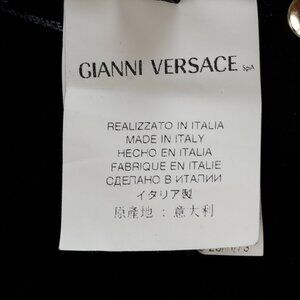 GIANNI VERSACE SpA
REALIZZATO IN ITALIA
MADE IN ITALY
HECHO EN ITALIA
FABRIQUE EN ITALIE
СДЕЛАНО В ИТАЛИИ
イタリア製
原產地 : 意大利